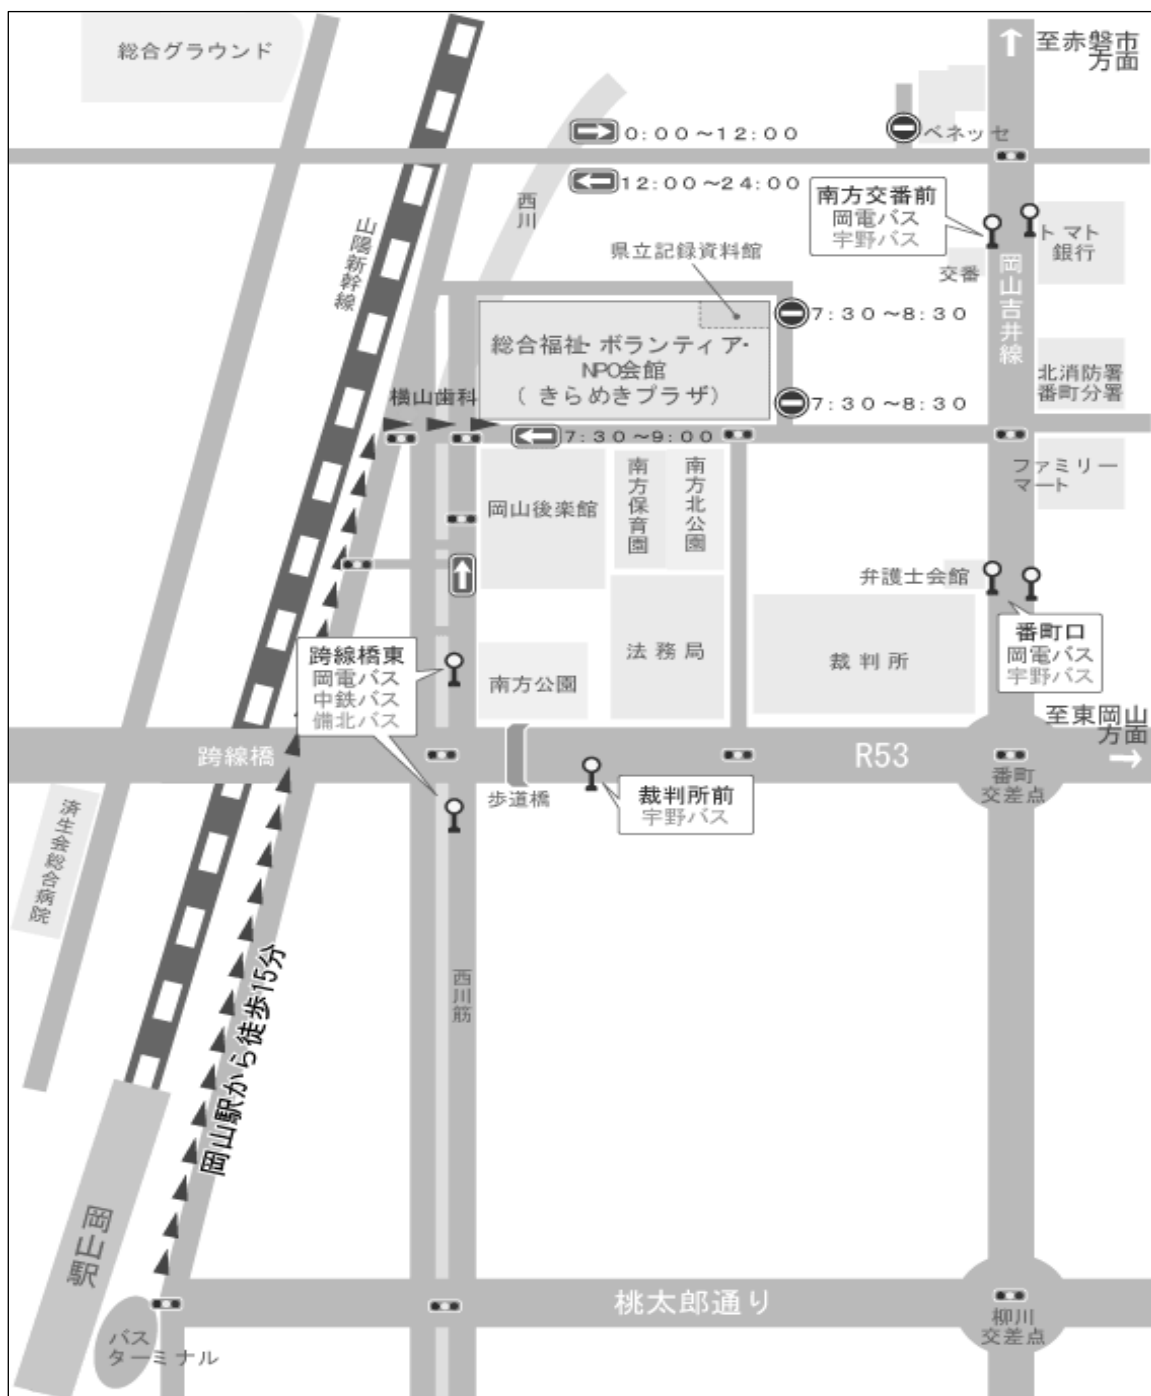 総合グラウンド
至赤磐市
方面
0:00～12:00
ベネッセ
12:00～24:00
南方交番前
岡電バス
宇野バス
西川
山陽新幹線
県立記録資料館
交番
トマト
銀行
岡山吉井線
7:30～8:30
総合福祉・ボランティア・
NPO会館
（きらめきプラザ）
北消防署
番町分署
横山歯科
7:30～8:30
7:30～9:00
ファミリー
マート
岡山後楽館
南方保育園
南方北公園
弁護士会館
番町口
岡電バス
宇野バス
跨線橋東
岡電バス
中鉄バス
備北バス
南方公園
法務局
裁判所
至東岡山
方面
跨線橋
R53
番町
交差点
歩道橋
裁判所前
宇野バス
済生会総合病院
岡山駅から徒歩15分
西川筋
岡山駅
桃太郎通り
柳川
交差点
バス
ターミナル